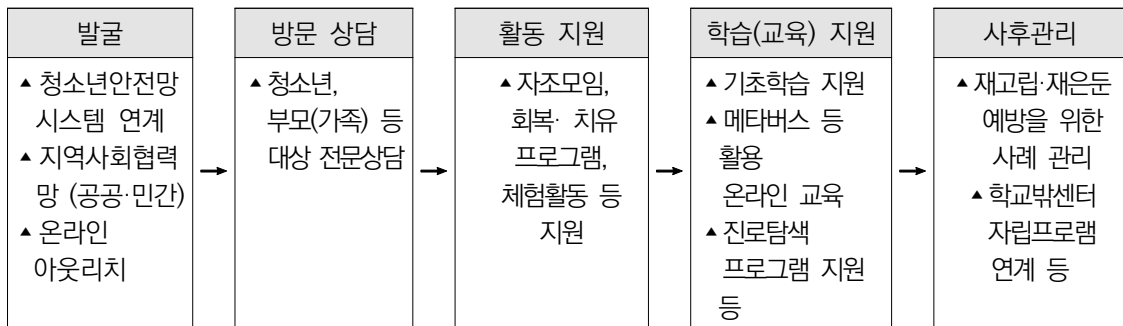 발굴
▲ 청소년안전망
시스템 연계
▲ 지역사회협력
망 (공공·민간)
▲ 온라인
아웃리치
방문 상담
▲ 청소년,
부모(가족) 등
대상 전문상담
활동 지원
▲ 자조모임,
회복· 치유
프로그램,
체험활동 등
지원
학습(교육) 지원
▲ 기초학습 지원
▲ 메타버스 등
활용
온라인 교육
▲ 진로탐색
프로그램 지원
등
사후관리
▲ 재고립·재은둔
예방을 위한
사례 관리
▲ 학교밖센터
자립프로램
연계 등